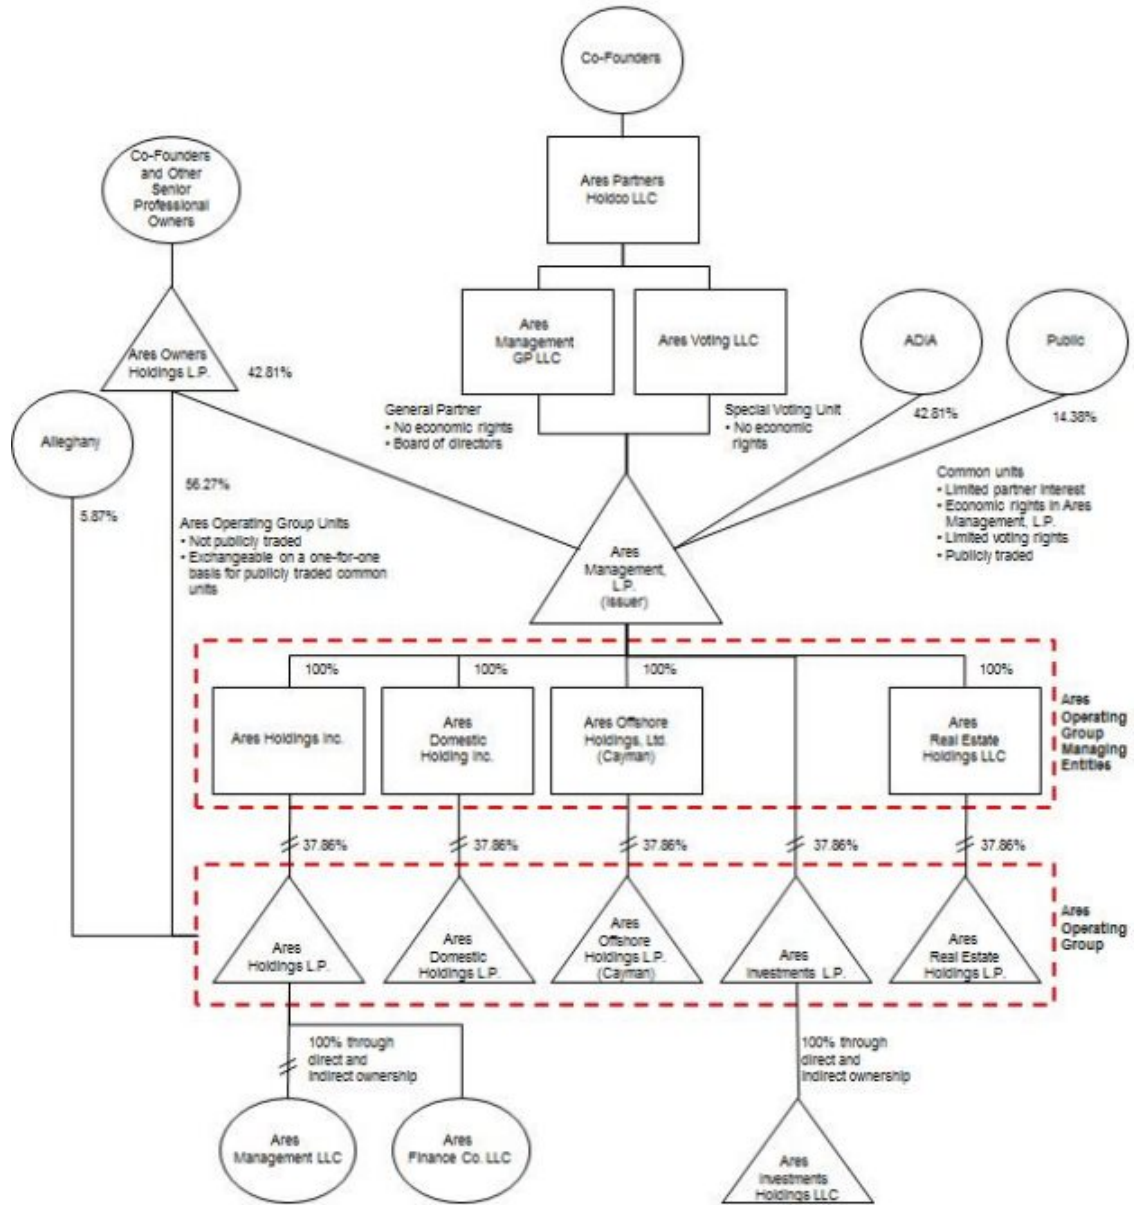 Co-Founders
Co-Founders
and Other
Senior
Professional
Owners
Ares Partners
Holdco LLC
Ares
Management
GP LLC
Ares Voting LLC
ADIA
Public
Ares Owners
Holdings L.P.
42.81%
Alleghany
General Partner
• No economic rights
• Board of directors
Special Voting Unit
• No economic
rights
42.81%
14.38%
56.27%
5.87%
Ares Operating Group Units
• Not publicly traded
• Exchangeable on a one-for-one
basis for publicly traded common
units
Common units
• Limited partner interest
• Economic rights in Ares
Management, L.P.
• Limited voting rights
• Publicly traded
Ares
Management,
L.P.
(Issuer)
100%
100%
100%
100%
Ares Holdings Inc.
Ares
Domestic
Holding Inc.
Ares Offshore
Holdings, Ltd.
(Cayman)
Ares
Real Estate
Holdings LLC
Ares
Operating
Group
Managing
Entities
37.86%
37.86%
37.86%
37.86%
37.86%
Ares
Holdings L.P.
Ares
Domestic
Holdings L.P.
Ares
Offshore
Holdings L.P.
(Cayman)
Ares
Investments L.P.
Ares
Real Estate
Holdings L.P.
Ares
Operating
Group
100% through
direct and
indirect ownership
100% through
direct and
indirect ownership
Ares
Management LLC
Ares
Finance Co. LLC
Ares
Investments
Holdings LLC